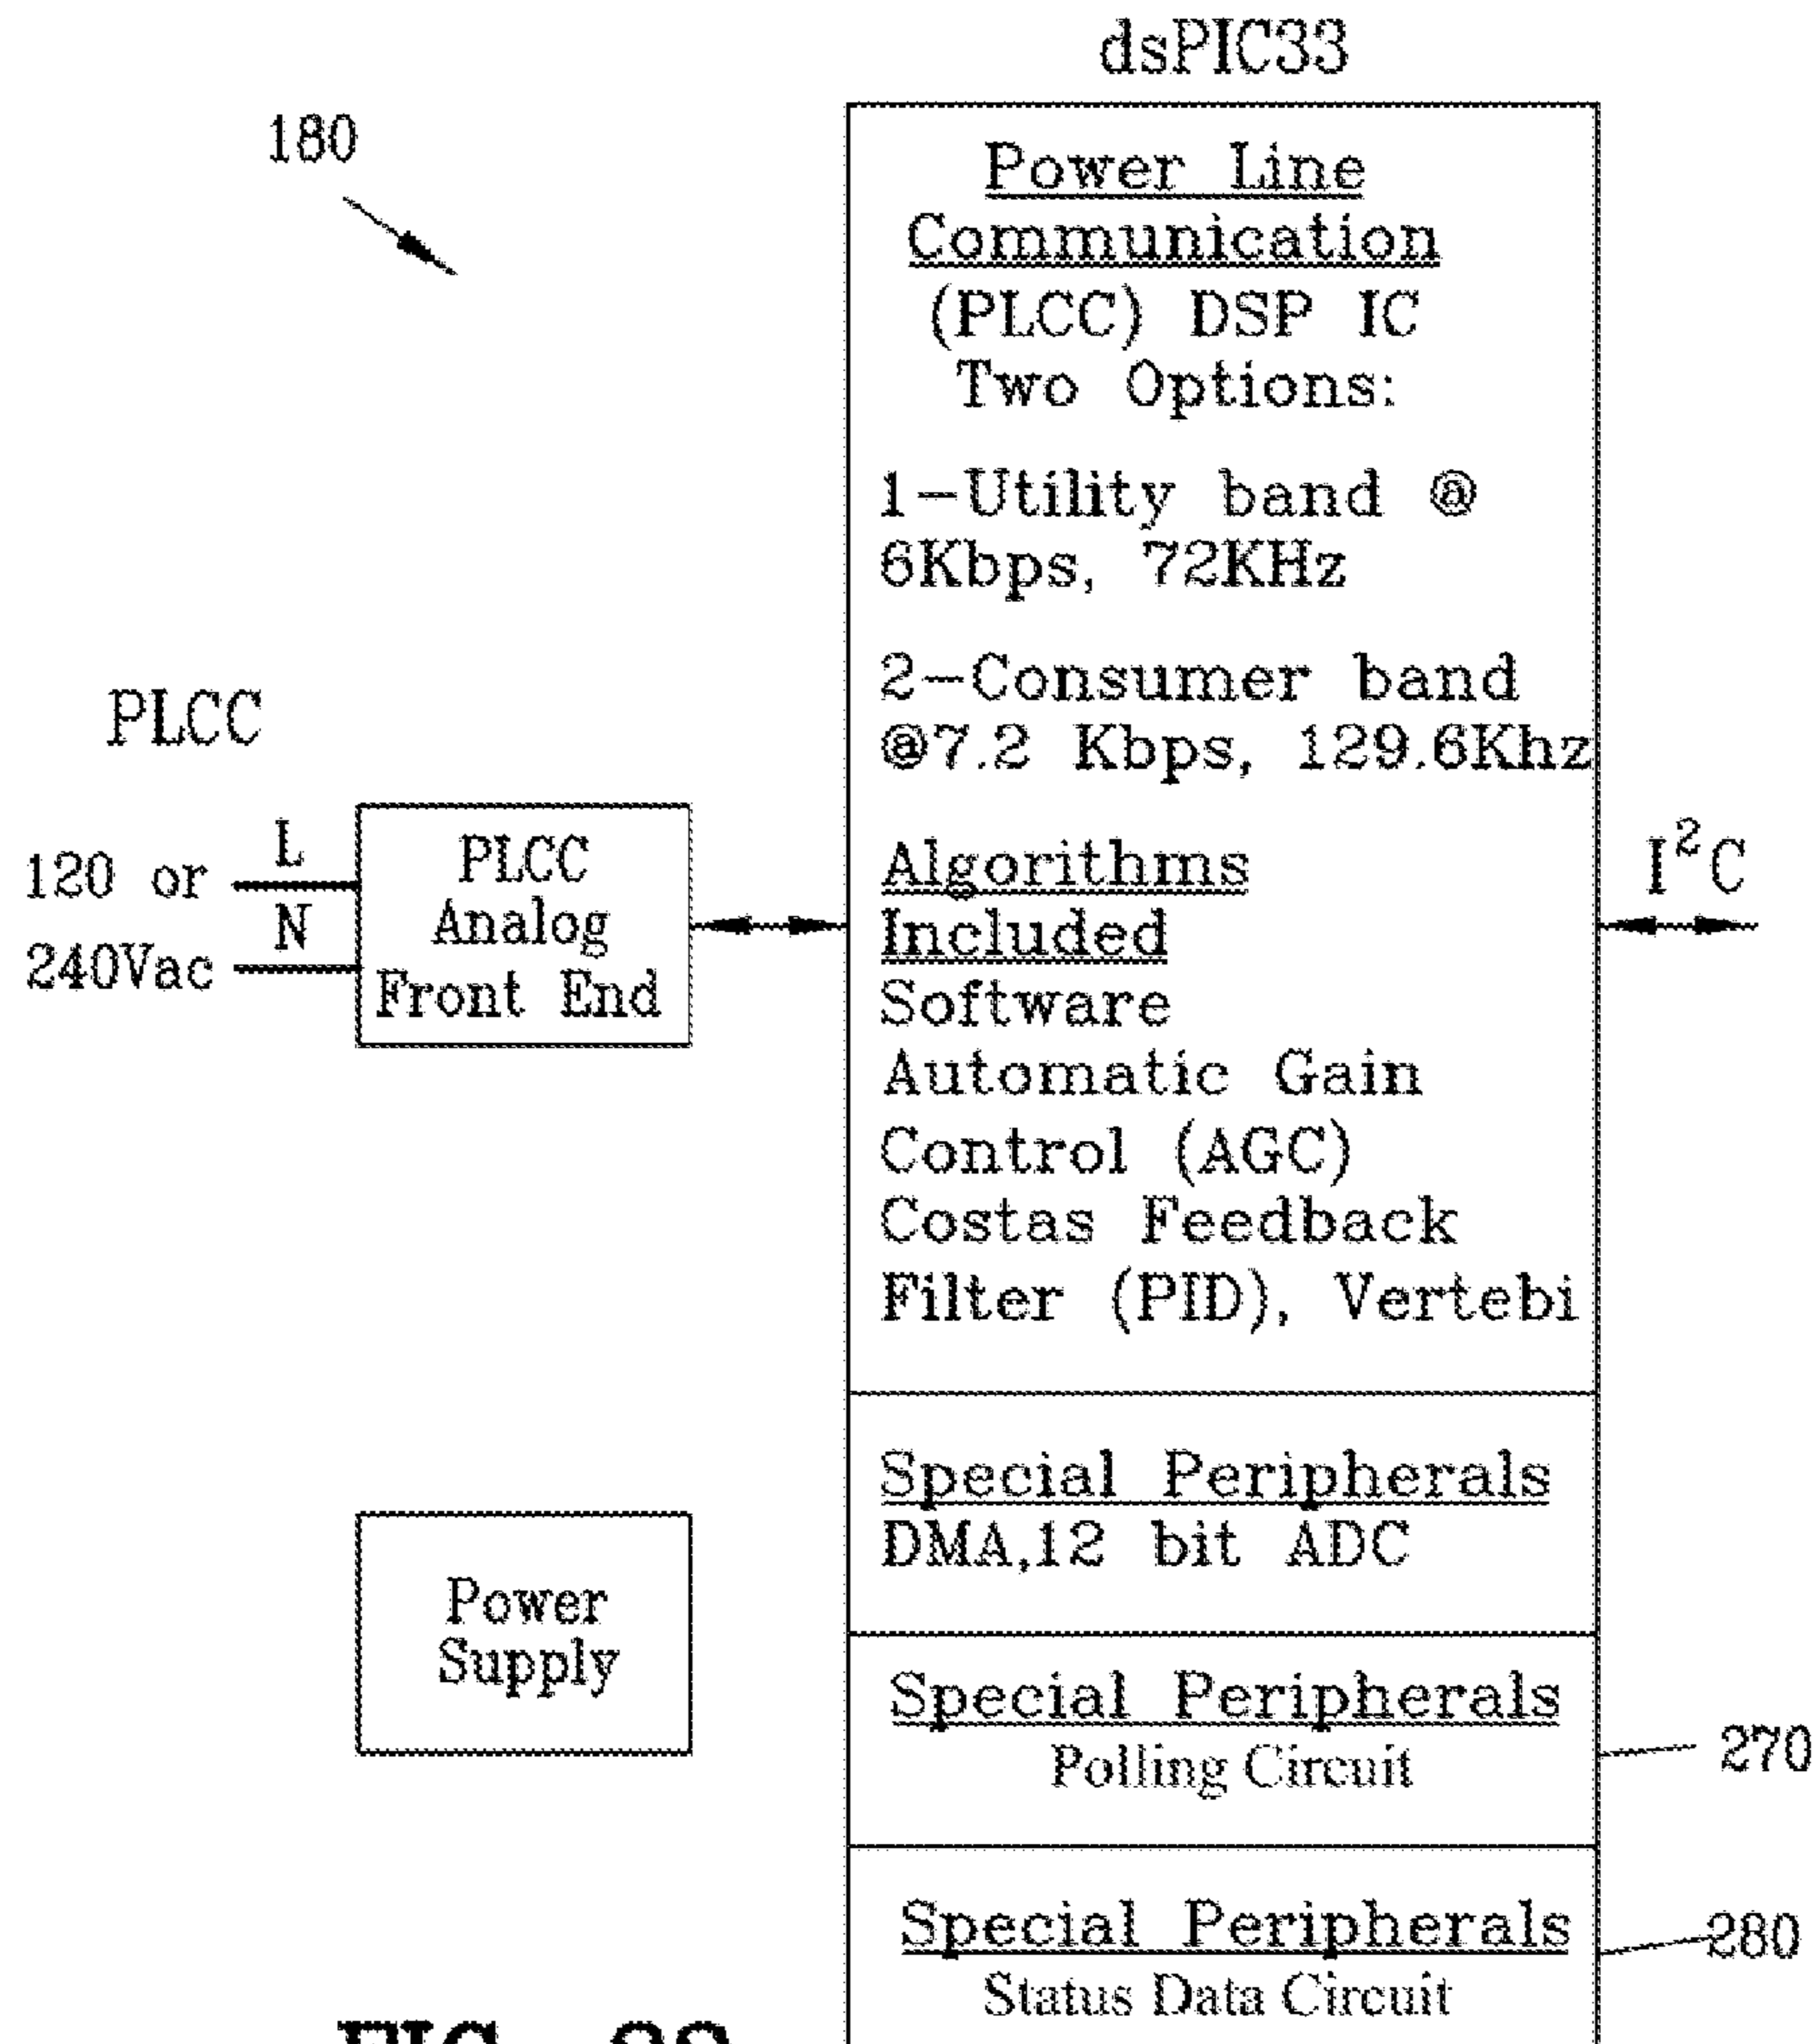 dsPIC33
180
Power Line
Communication
(PLCC) DSP IC
Two Options:
1-Utility band @
6Kbps, 72KHz
2-Consumer band
@7.2 Kbps, 129.6Khz
Algorithms
Included
Software
Automatic Gain
Control (AGC)
Costas Feedback
Filter (PID), Vertebi
PLCC
120 or
240Vac
L
N
PLCC
Analog
Front End
I²C
Special Peripherals
DMA,12 bit ADC
Power
Supply
Special Peripherals
Polling Circuit
270
Special Peripherals
Status Data Circuit
280
FIG.